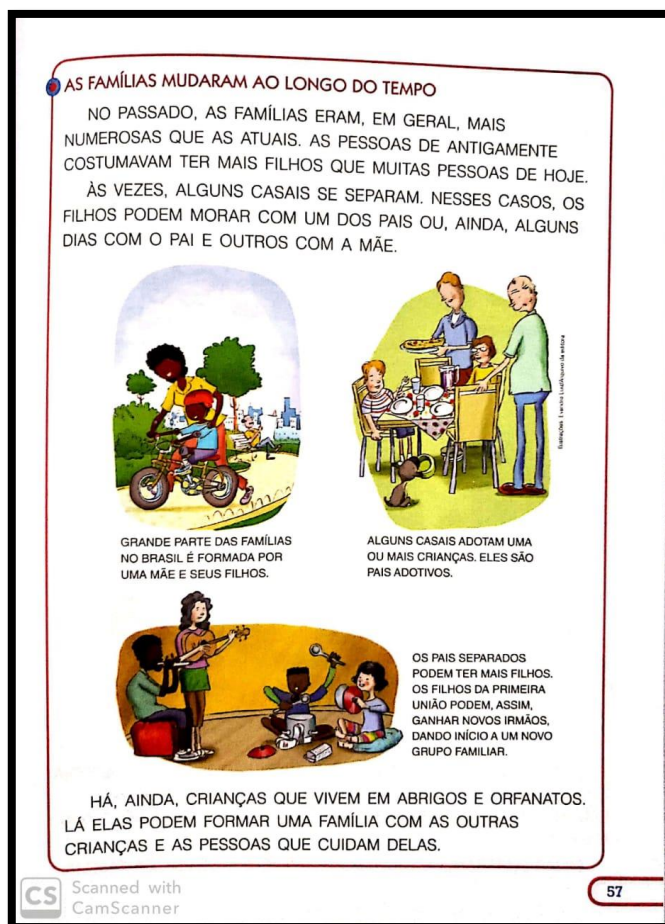 AS FAMÍLIAS MUDARAM AO LONGO DO TEMPO
NO PASSADO, AS FAMÍLIAS ERAM, EM GERAL, MAIS
NUMEROSAS QUE AS ATUAIS. AS PESSOAS DE ANTIGAMENTE
COSTUMAVAM TER MAIS FILHOS QUE MUITAS PESSOAS DE HOJE.
ÀS VEZES, ALGUNS CASAIS SE SEPARAM. NESSES CASOS, OS
FILHOS PODEM MORAR COM UM DOS PAIS OU, AINDA, ALGUNS
DIAS COM O PAI E OUTROS COM A MÃE.
GRANDE PARTE DAS FAMÍLIAS
NO BRASIL É FORMADA POR
UMA MÃE E SEUS FILHOS.
ALGUNS CASAIS ADOTAM UMA
OU MAIS CRIANÇAS. ELES SÃO
PAIS ADOTIVOS.
OS PAIS SEPARADOS
PODEM TER MAIS FILHOS.
OS FILHOS DA PRIMEIRA
UNIÃO PODEM, ASSIM,
GANHAR NOVOS IRMÃOS,
DANDO INÍCIO A UM NOVO
GRUPO FAMILIAR.
HÁ, AINDA, CRIANÇAS QUE VIVEM EM ABRIGOS E ORFANATOS.
LÁ ELAS PODEM FORMAR UMA FAMÍLIA COM AS OUTRAS
CRIANÇAS E AS PESSOAS QUE CUIDAM DELAS.
57
CS Scanned with
CamScanner